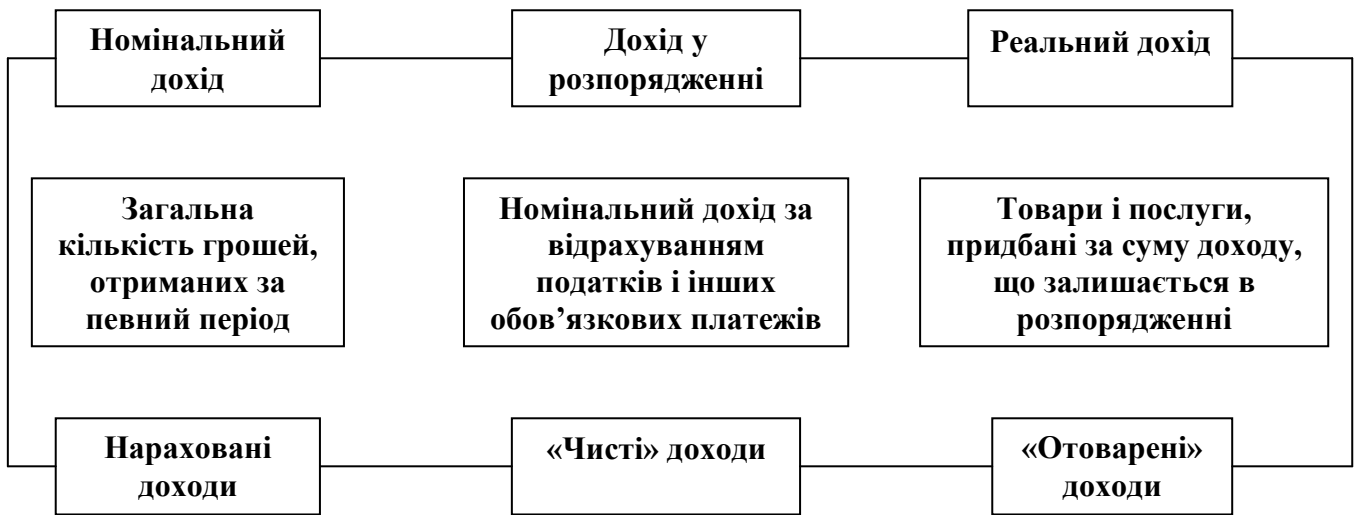 Номінальний
дохід
Дохід у
розпорядженні
Реальний дохід
Загальна
кількість грошей,
отриманих за
певний період
Номінальний дохід за
відрахуванням
податків і інших
обов’язкових платежів
Товари і послуги,
придбані за суму доходу,
що залишається в
розпорядженні
Нараховані
доходи
«Чисті» доходи
«Отоварені»
доходи